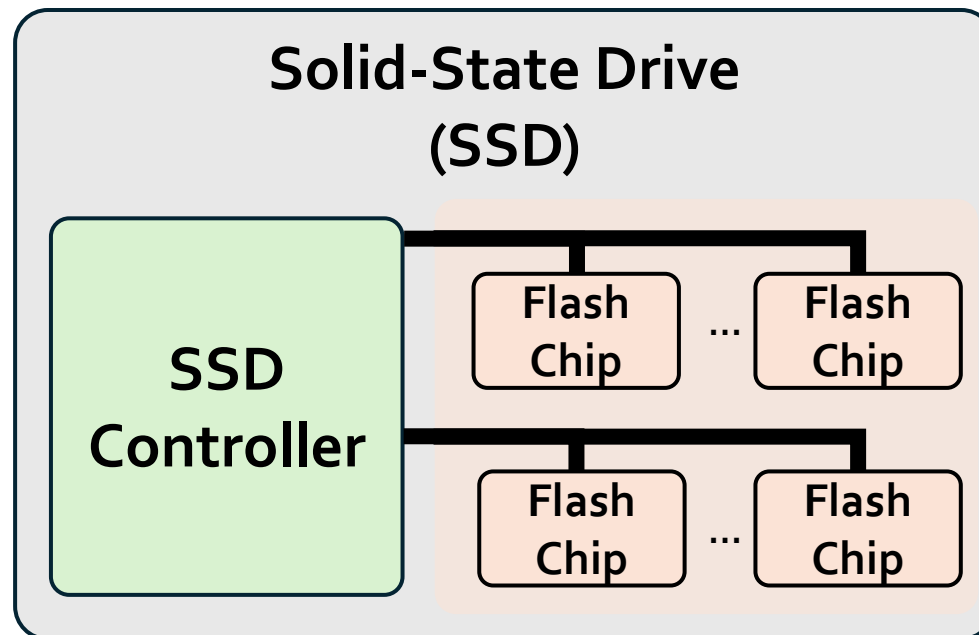 Solid-State Drive
(SSD)
SSD
Controller
Flash
Chip
...
Flash
Chip
Flash
Chip
...
Flash
Chip